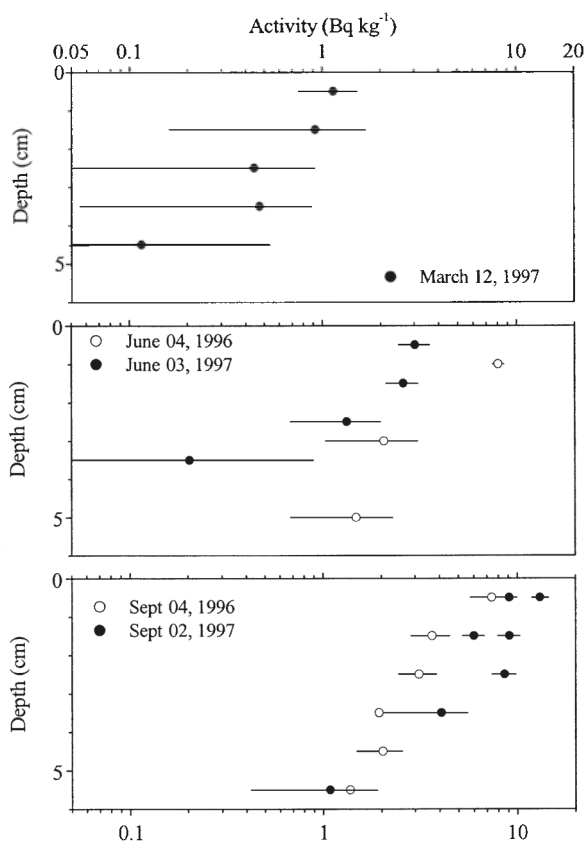 Activity (Bq kg⁻¹)
0.05 0.1 1 10 20
0
Depth (cm)
5
● March 12, 1997
0
○ June 04, 1996
● June 03, 1997
Depth (cm)
5
0
○ Sept 04, 1996
● Sept 02, 1997
Depth (cm)
5
0.1 1 10